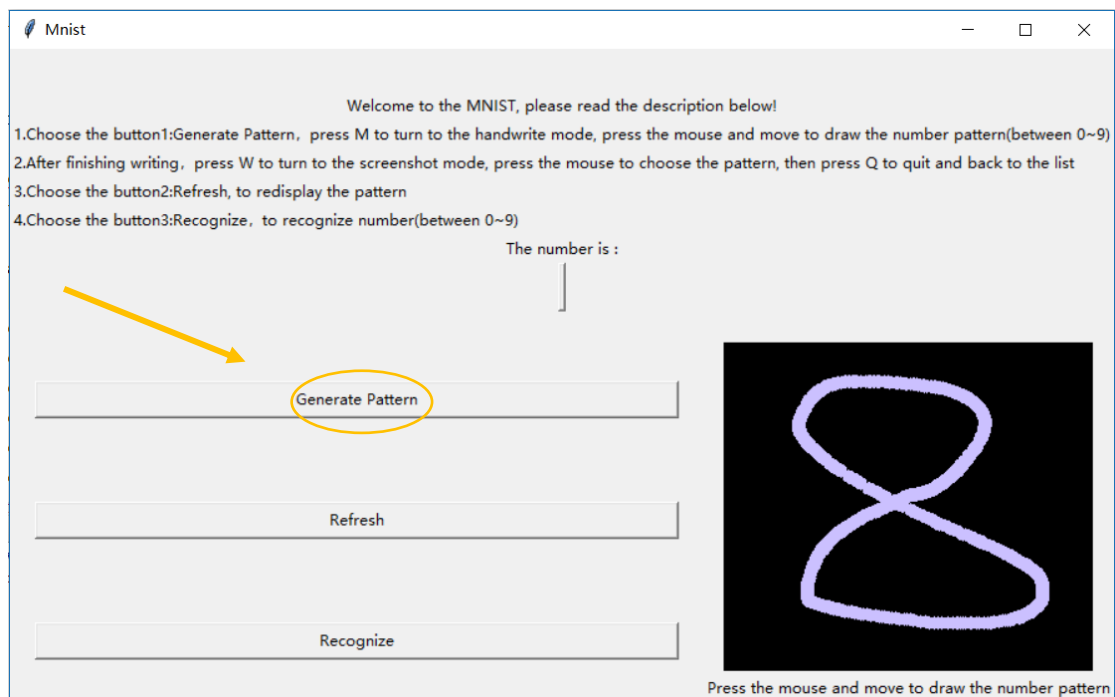 Mnist
Welcome to the MNIST, please read the description below!
1.Choose the button1:Generate Pattern，press M to turn to the handwrite mode, press the mouse and move to draw the number pattern(between 0~9)
2.After finishing writing，press W to turn to the screenshot mode, press the mouse to choose the pattern, then press Q to quit and back to the list
3.Choose the button2:Refresh, to redisplay the pattern
4.Choose the button3:Recognize，to recognize number(between 0~9)
The number is :
Generate Pattern
Refresh
8
Recognize
Press the mouse and move to draw the number pattern